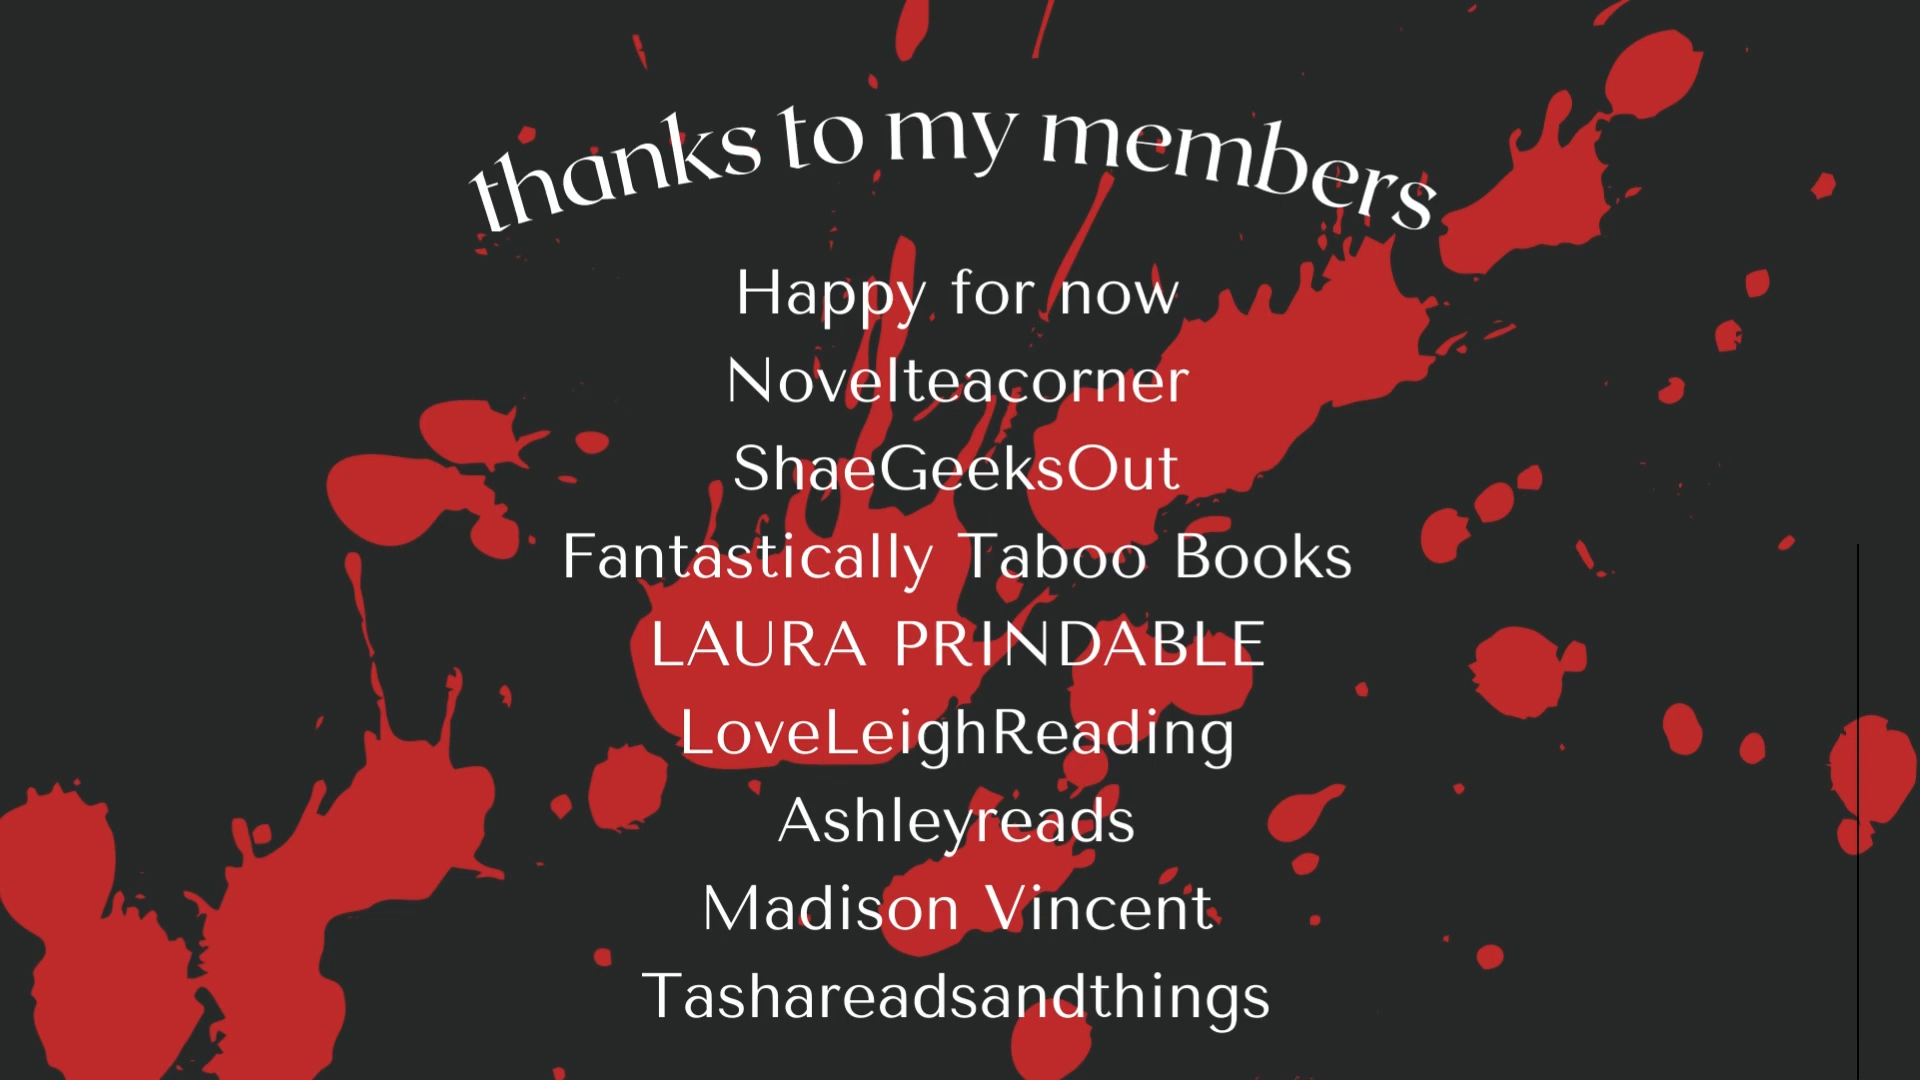 thanks to my members
Happy for now
Novelteacorner
ShaeGeeksOut
Fantastically Taboo Books
LAURA PRINDABLE
LoveLeighReading
Ashleyreads
Madison Vincent
Tashareadsandthings